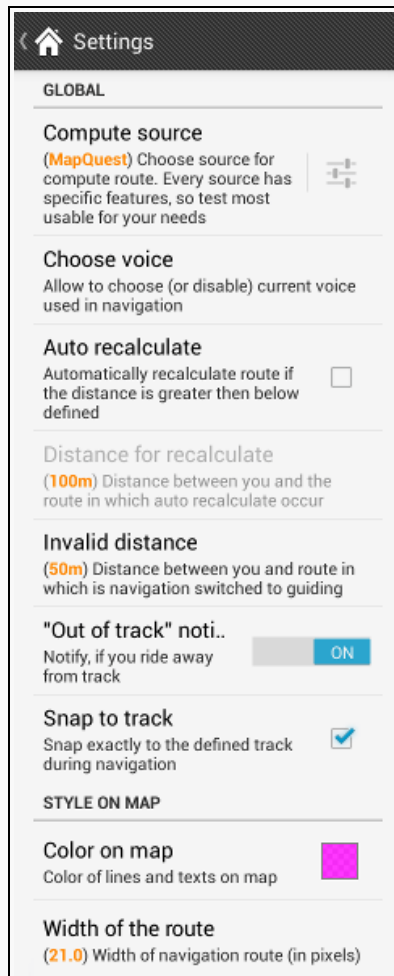 Settings
GLOBAL
Compute source
(MapQuest) Choose source for
compute route. Every source has
specific features, so test most
usable for your needs
Choose voice
Allow to choose (or disable) current voice
used in navigation
Auto recalculate
Automatically recalculate route if
the distance is greater then below
defined
Distance for recalculate
(100m) Distance between you and the
route in which auto recalculate occur
Invalid distance
(50m) Distance between you and route in
which is navigation switched to guiding
"Out of track" noti..
ON
Notify, if you ride away
from track
Snap to track
Snap exactly to the defined track
during navigation
STYLE ON MAP
Color on map
Color of lines and texts on map
Width of the route
(21.0) Width of navigation route (in pixels)